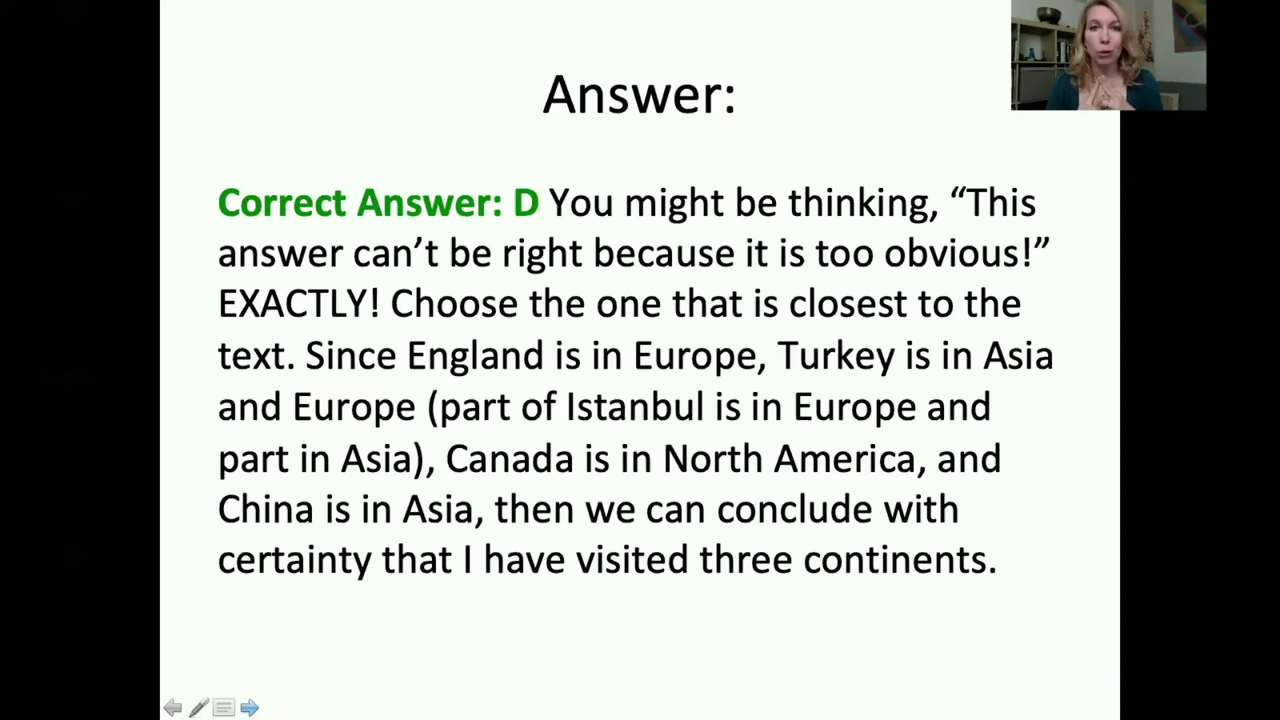 Answer:
Correct Answer: D You might be thinking, “This
answer can’t be right because it is too obvious!”
EXACTLY! Choose the one that is closest to the
text. Since England is in Europe, Turkey is in Asia
and Europe (part of Istanbul is in Europe and
part in Asia), Canada is in North America, and
China is in Asia, then we can conclude with
certainty that I have visited three continents.